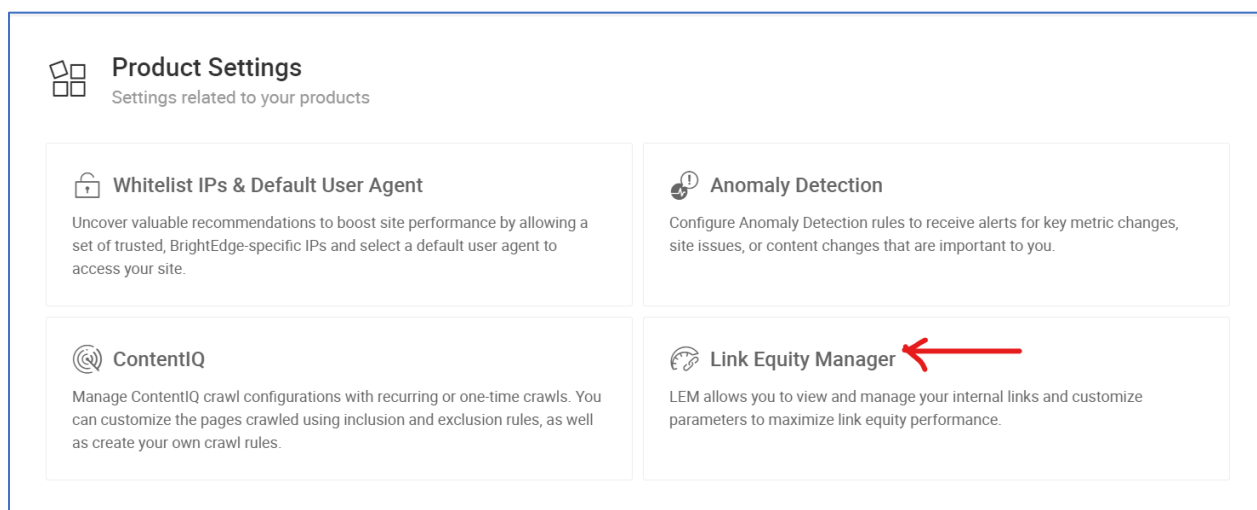 Product Settings
Settings related to your products
Whitelist IPs & Default User Agent
Uncover valuable recommendations to boost site performance by allowing a
set of trusted, BrightEdge-specific IPs and select a default user agent to
access your site.
Anomaly Detection
Configure Anomaly Detection rules to receive alerts for key metric changes,
site issues, or content changes that are important to you.
ContentIQ
Manage ContentIQ crawl configurations with recurring or one-time crawls. You
can customize the pages crawled using inclusion and exclusion rules, as well
as create your own crawl rules.
Link Equity Manager
LEM allows you to view and manage your internal links and customize
parameters to maximize link equity performance.